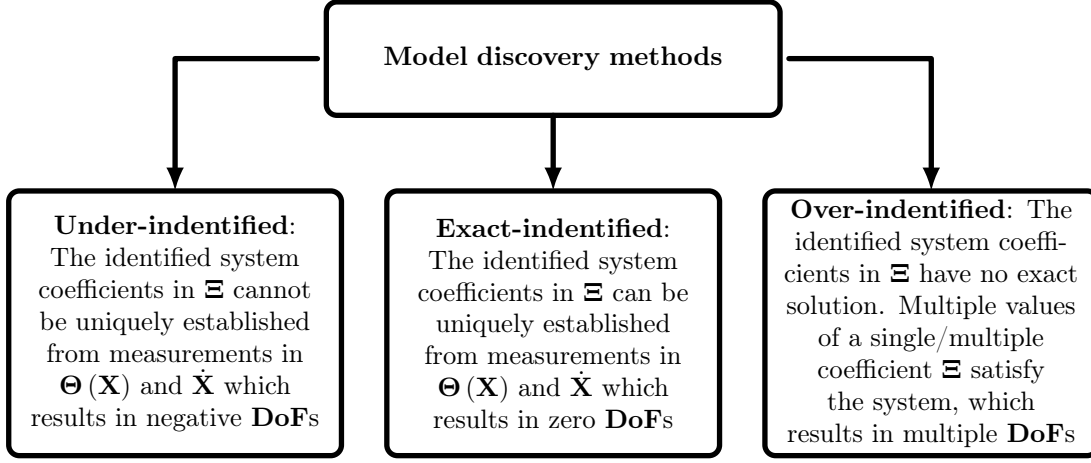 Model discovery methods
Under-indentified:
The identified system
coefficients in Ξ cannot
be uniquely established
from measurements in
Θ (X) and Ẋ which
results in negative DoFs
Exact-indentified:
The identified system
coefficients in Ξ can be
uniquely established
from measurements in
Θ (X) and Ẋ which
results in zero DoFs
Over-indentified: The
identified system coeffi-
cients in Ξ have no exact
solution. Multiple values
of a single/multiple
coefficient Ξ satisfy
the system, which
results in multiple DoFs